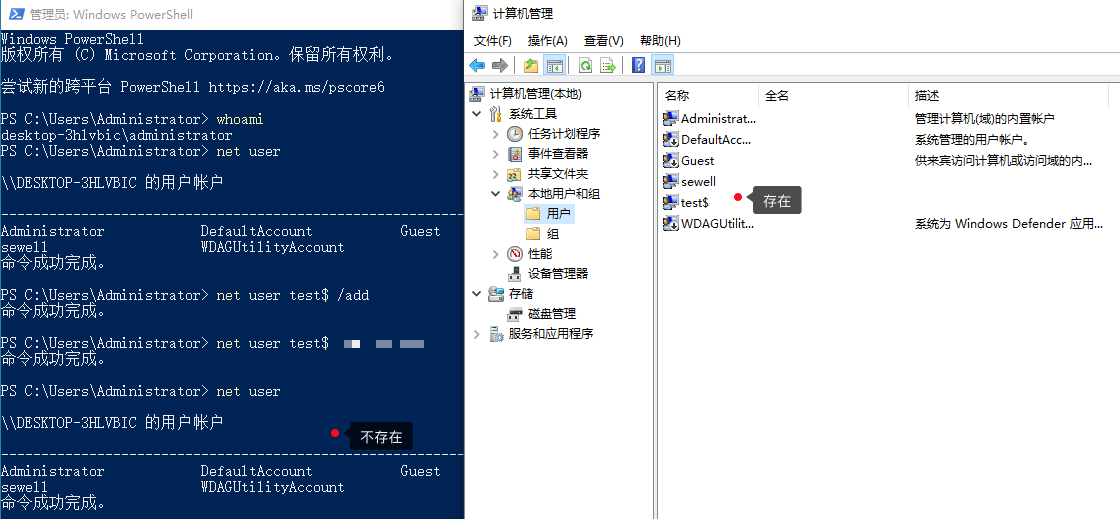 管理员: Windows PowerShell
Windows PowerShell
版权所有 (C) Microsoft Corporation。保留所有权利。
尝试新的跨平台 PowerShell https://aka.ms/pscore6
PS C:\Users\Administrator> whoami
desktop-3hlvbic\administrator
PS C:\Users\Administrator> net user
\\DESKTOP-3HLVBIC 的用户帐户
-------------------------------------------------------------------------------
Administrator DefaultAccount Guest
sewell WDAGUtilityAccount
命令成功完成。
PS C:\Users\Administrator> net user test$ /add
命令成功完成。
PS C:\Users\Administrator> net user test$
命令成功完成。
PS C:\Users\Administrator> net user
\\DESKTOP-3HLVBIC 的用户帐户
不存在
-------------------------------------------------------------------------------
Administrator DefaultAccount Guest
sewell WDAGUtilityAccount
命令成功完成。
计算机管理
文件(F) 操作(A) 查看(V) 帮助(H)
计算机管理(本地)
系统工具
任务计划程序
事件查看器
共享文件夹
本地用户和组
用户
组
性能
设备管理器
存储
磁盘管理
服务和应用程序
名称 全名 描述
Administrat... 管理计算机(域)的内置帐户
DefaultAcc... 系统管理的用户帐户。
Guest 供来宾访问计算机或访问域的内...
sewell
test$ 存在
WDAGUtilit... 系统为 Windows Defender 应用...